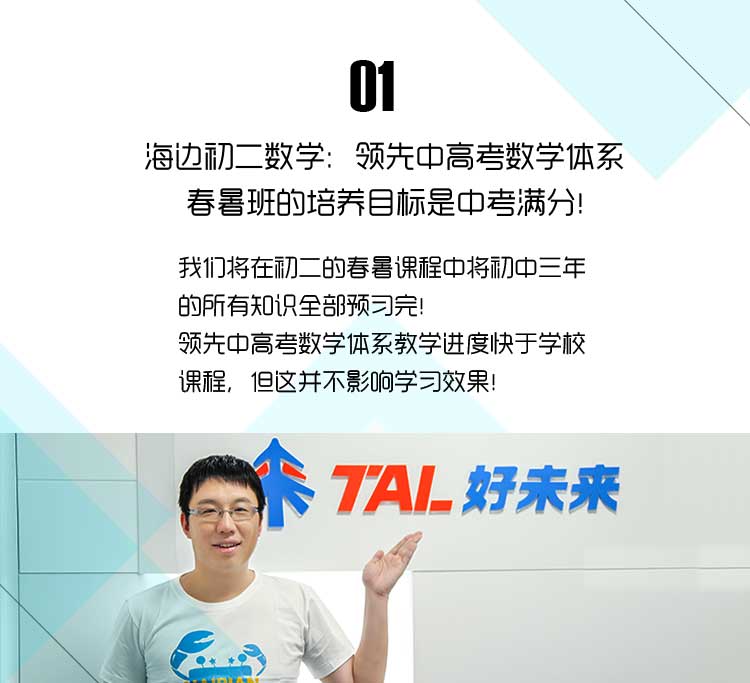 01
海边初二数学：领先中高考数学体系
春暑班的培养目标是中考满分!
我们将在初二的春暑课程中将初中三年
的所有知识全部预习完!
领先中高考数学体系教学进度快于学校
课程，但这并不影响学习效果!
TAL 好未来